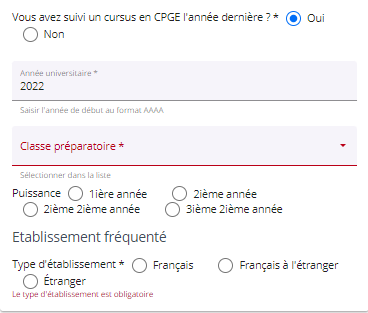 Vous avez suivi un cursus en CPGE l'année dernière ? * Oui
Non
Année universitaire *
2022
Saisir l'année de début au format AAAA
Classe préparatoire *
Sélectionner dans la liste
Puissance 1ière année 2ième année
2ième 2ième année 3ième 2ième année
Etablissement fréquenté
Type d'établissement * Français Français à l'étranger
Étranger
Le type d'établissement est obligatoire